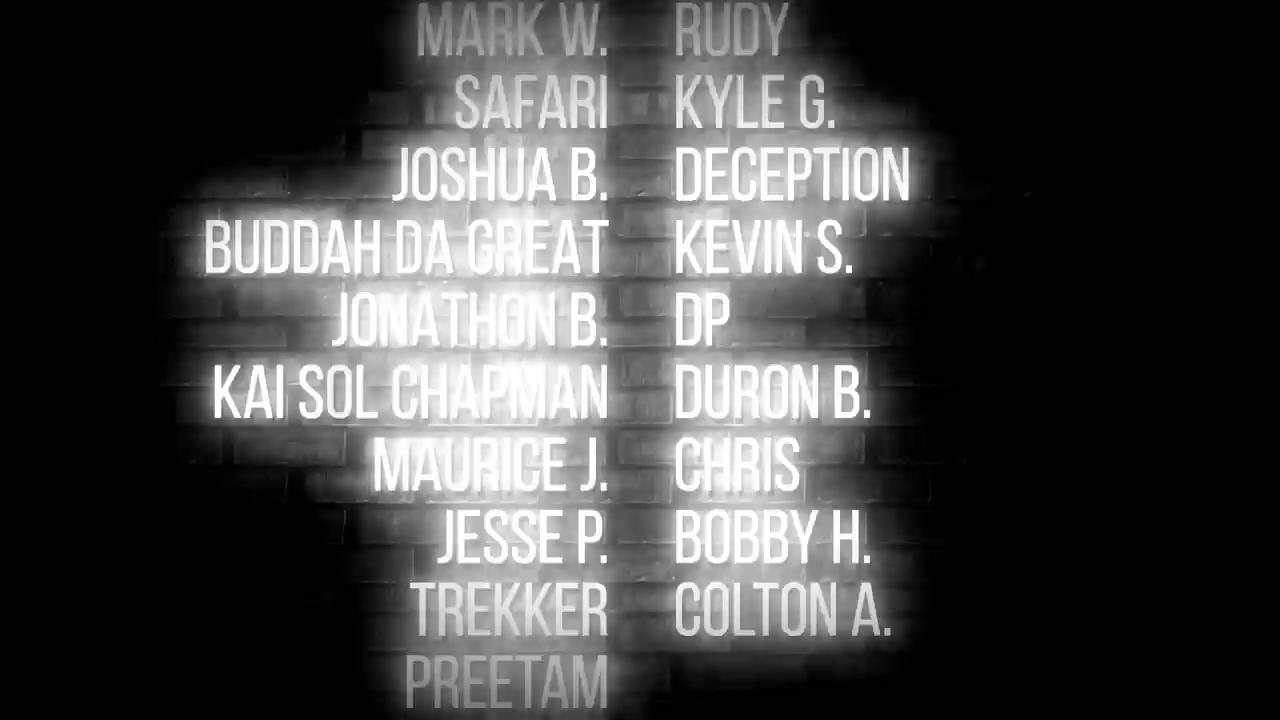 MARK W. RUDY
SAFARI KYLE G.
JOSHUA B. DECEPTION
BUDDAH DA GREAT KEVIN S.
JONATHON B. DP
KAI SOL CHAPMAN DURON B.
MAURICE J. CHRIS
JESSE P. BOBBY H.
TREKKER COLTON A.
PREETAM